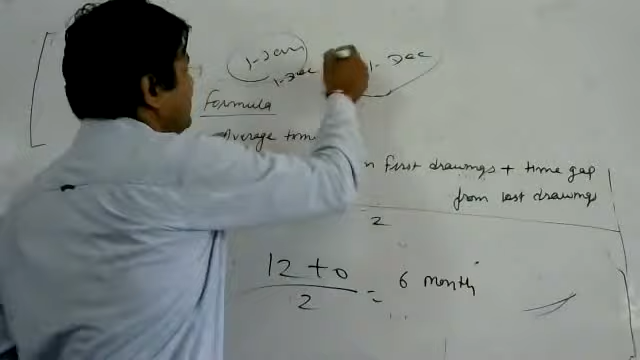 1-Jan
1-Dec 1-Dec
Formula
Average time
n first drawings + time gap
from last drawings
2
12 + 0
2
= 6 month